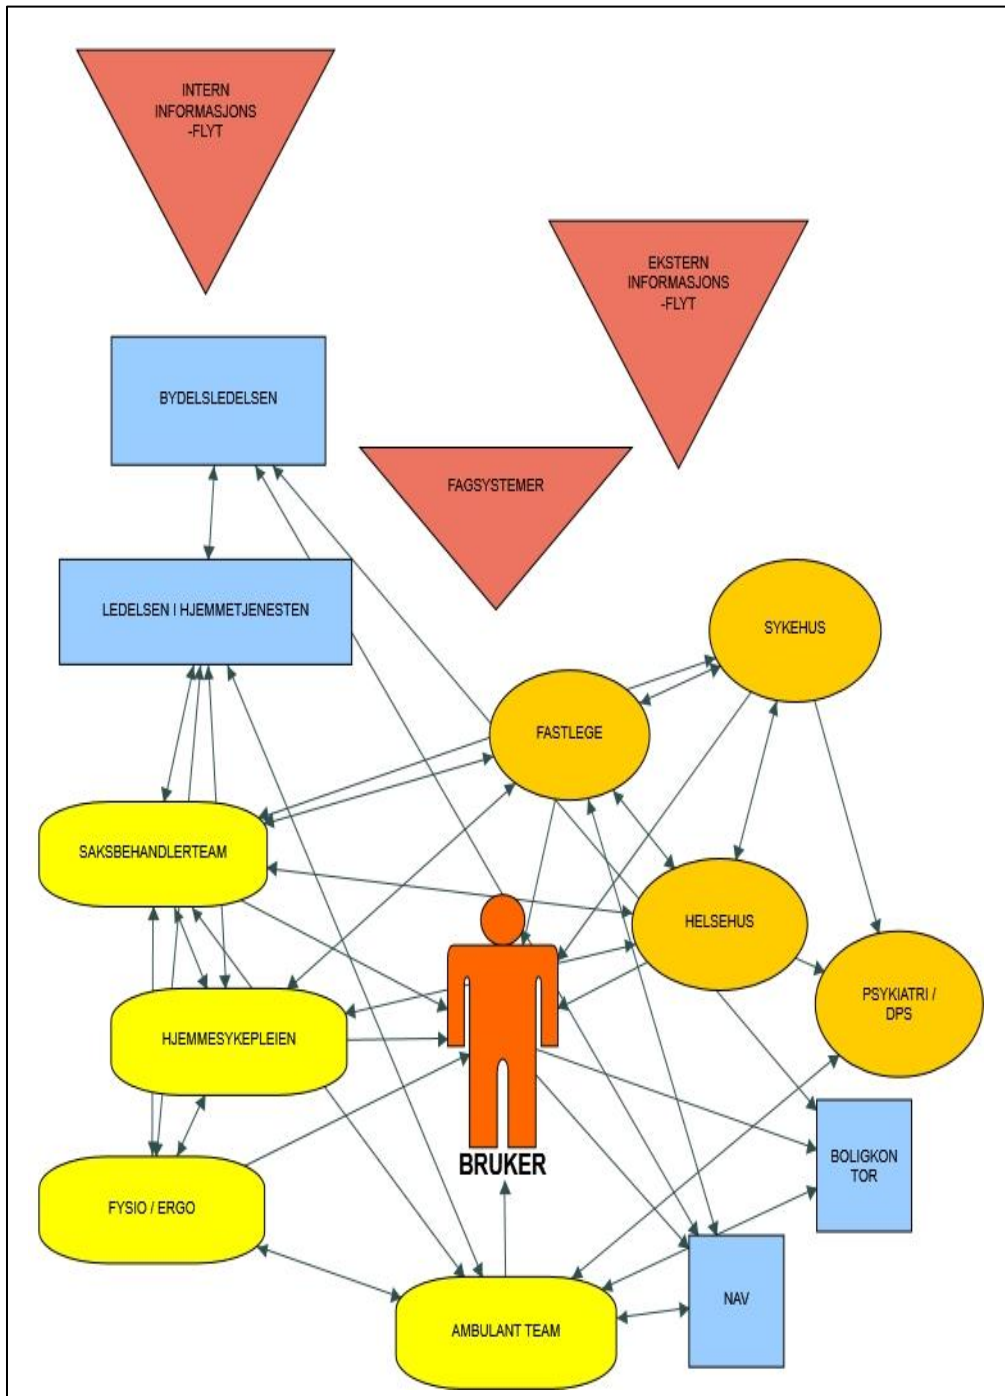 INTERN
INFORMASJONS
-FLYT
EKSTERN
INFORMASJONS
-FLYT
BYDELSLEDELSEN
FAGSYSTEMER
LEDELSEN I HJEMMETJENESTEN
SYKEHUS
FASTLEGE
SAKSBEHANDLERTEAM
HELSEHUS
PSYKIATRI /
DPS
HJEMMESYKEPLEIEN
BRUKER
BOLIGKON
TOR
FYSIO / ERGO
NAV
AMBULANT TEAM